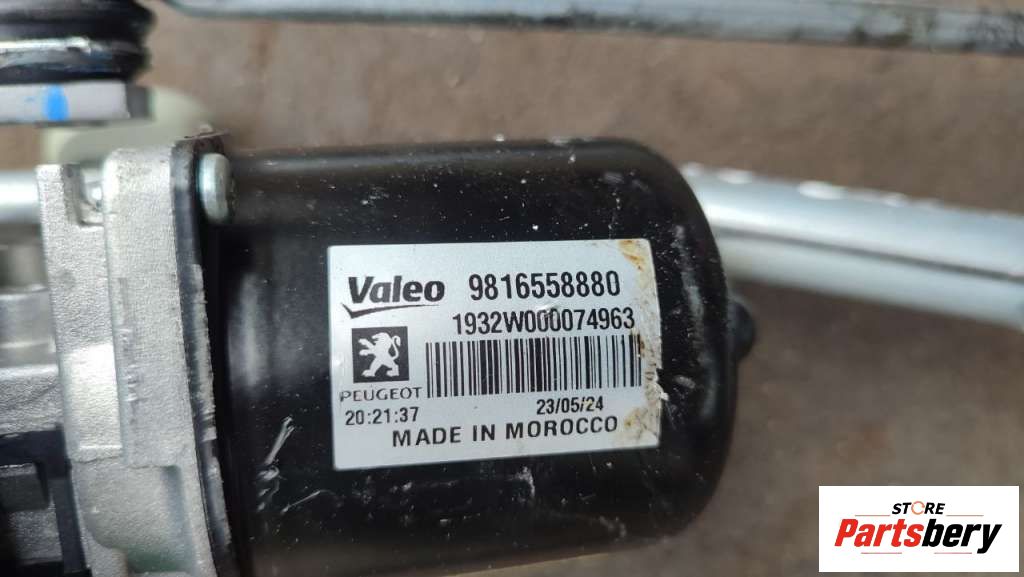 Valeo 9816558880
1932W000074963
PEUGEOT
20:21:37 23/05/24
MADE IN MOROCCO
STORE
Partsbery